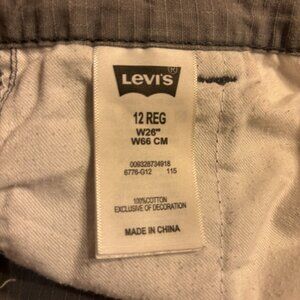 LEVI'S®
12 REG
W26"
W66 CM
009328734918
6776-G12 115
100%COTTON
EXCLUSIVE OF DECORATION
MADE IN CHINA